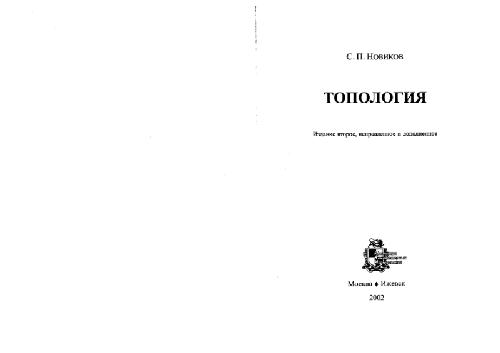 С. П. Новиков
ТОПОЛОГИЯ
Издание второе, исправленное и дополненное
Москва ♦ Ижевск
2002